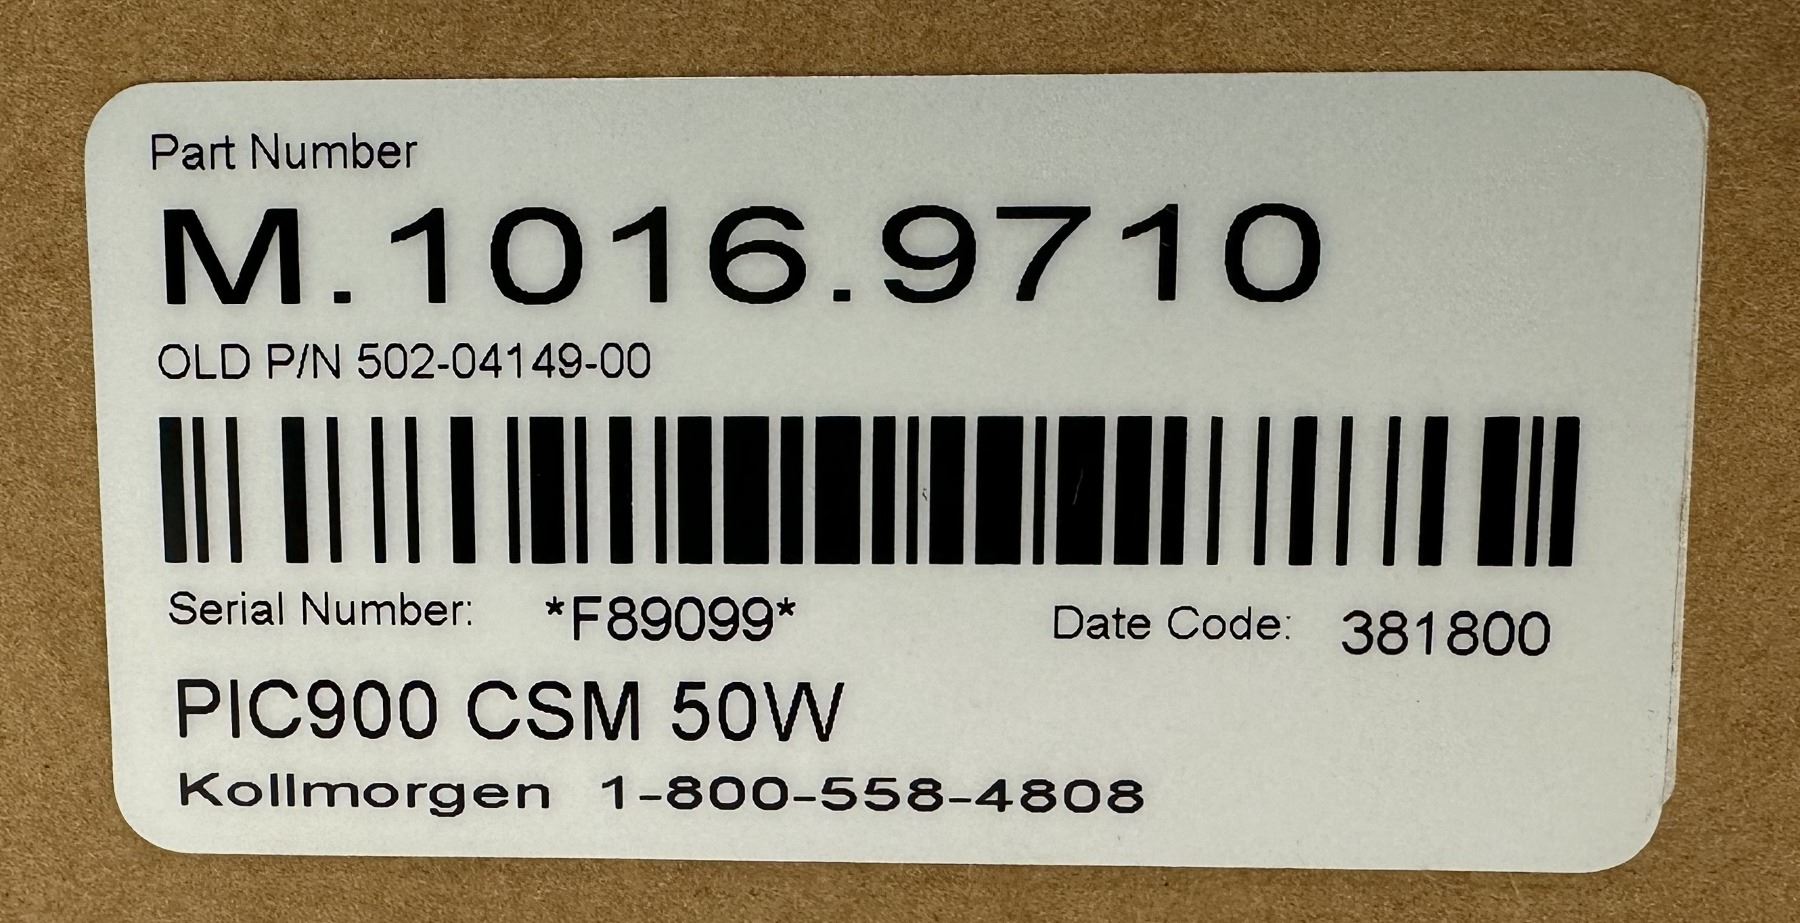 Part Number
M.1016.9710
OLD P/N 502-04149-00
Serial Number: *F89099* Date Code: 381800
PIC900 CSM 50W
Kollmorgen 1-800-558-4808